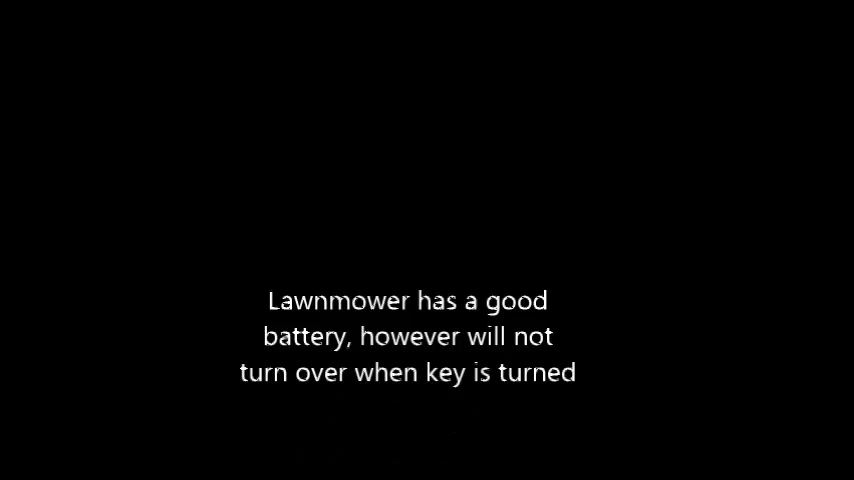 Lawnmower has a good
battery, however will not
turn over when key is turned